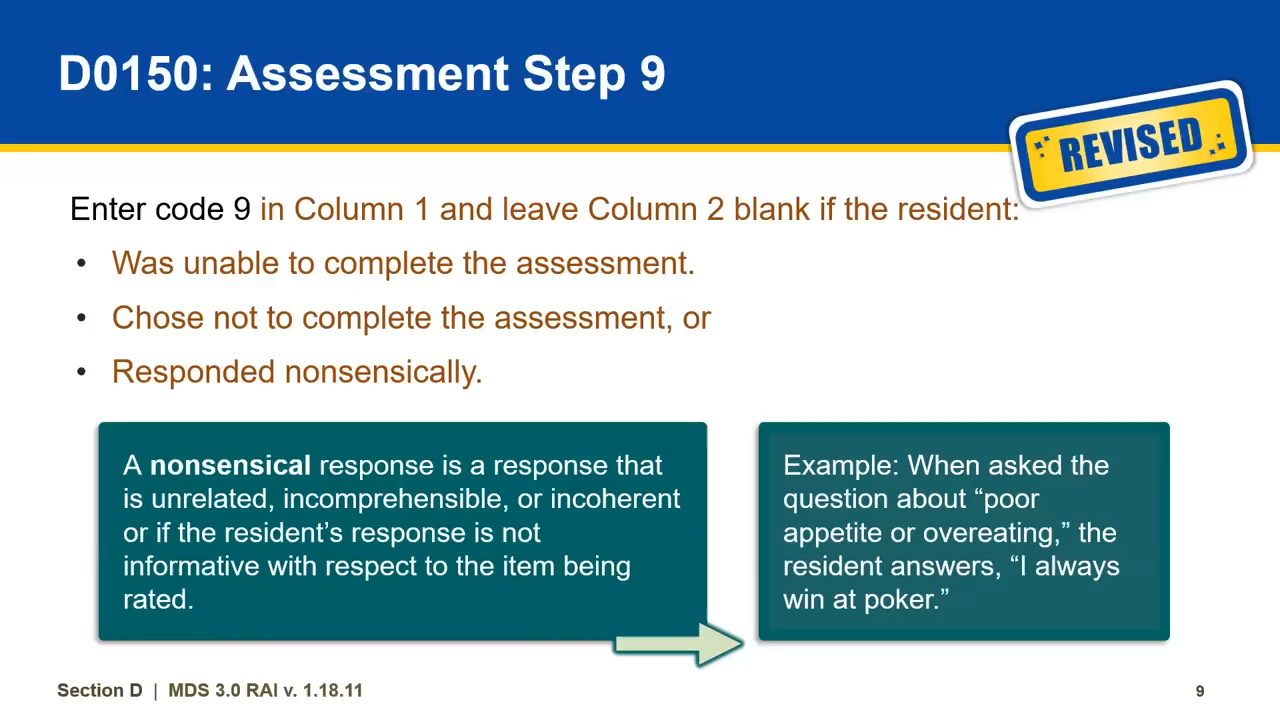 D0150: Assessment Step 9
REVISED
Enter code 9 in Column 1 and leave Column 2 blank if the resident:
• Was unable to complete the assessment.
• Chose not to complete the assessment, or
• Responded nonsensically.
A nonsensical response is a response that
is unrelated, incomprehensible, or incoherent
or if the resident’s response is not
informative with respect to the item being
rated.
Example: When asked the
question about “poor
appetite or overeating,” the
resident answers, “I always
win at poker.”
Section D | MDS 3.0 RAI v. 1.18.11
9